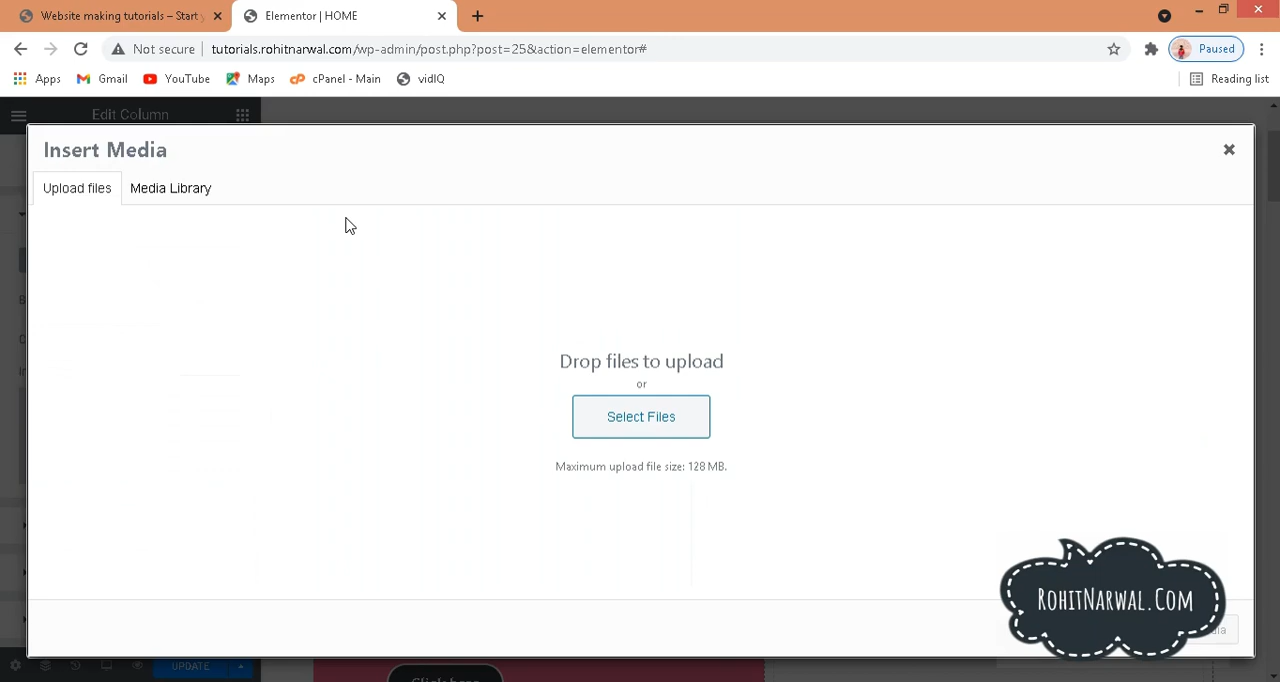 Website making tutorials – Start
Elementor | HOME
Not secure
tutorials.rohitnarwal.com/wp-admin/post.php?post=25&action=elementor#
Paused
Apps
Gmail
YouTube
Maps
cPanel - Main
vidIQ
Reading list
Edit Column
Insert Media
Upload files
Media Library
Drop files to upload
or
Select Files
Maximum upload file size: 128 MB.
RohitNarwal.Com
UPDATE
Click here